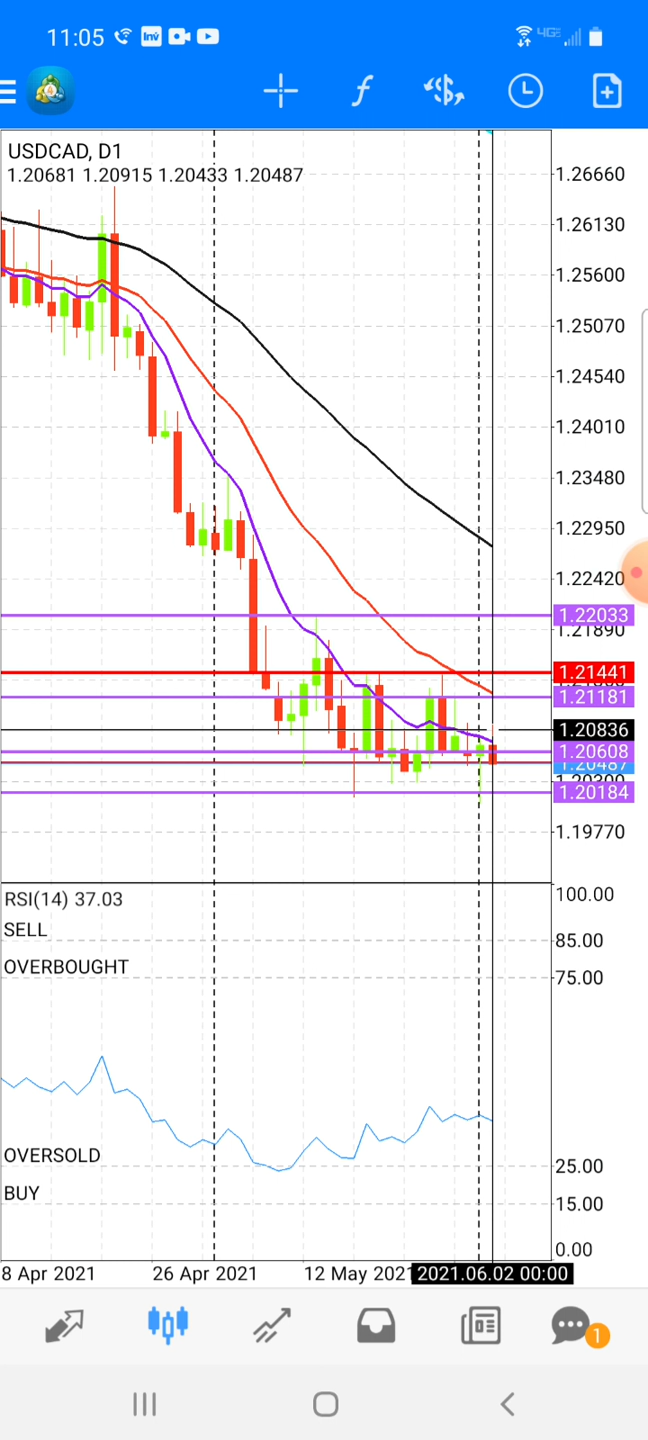 11:05
Inv
4GE
USDCAD, D1
1.20681 1.20915 1.20433 1.20487
1.26660
1.26130
1.25600
1.25070
1.24540
1.24010
1.23480
1.22950
1.22420
1.22033
1.21890
1.21441
1.21181
1.20836
1.20608
1.20487
1.20300
1.20184
1.19770
RSI(14) 37.03
100.00
SELL
85.00
OVERBOUGHT
75.00
OVERSOLD
25.00
BUY
15.00
0.00
8 Apr 2021
26 Apr 2021
12 May 2021
2021.06.02 00:00
1